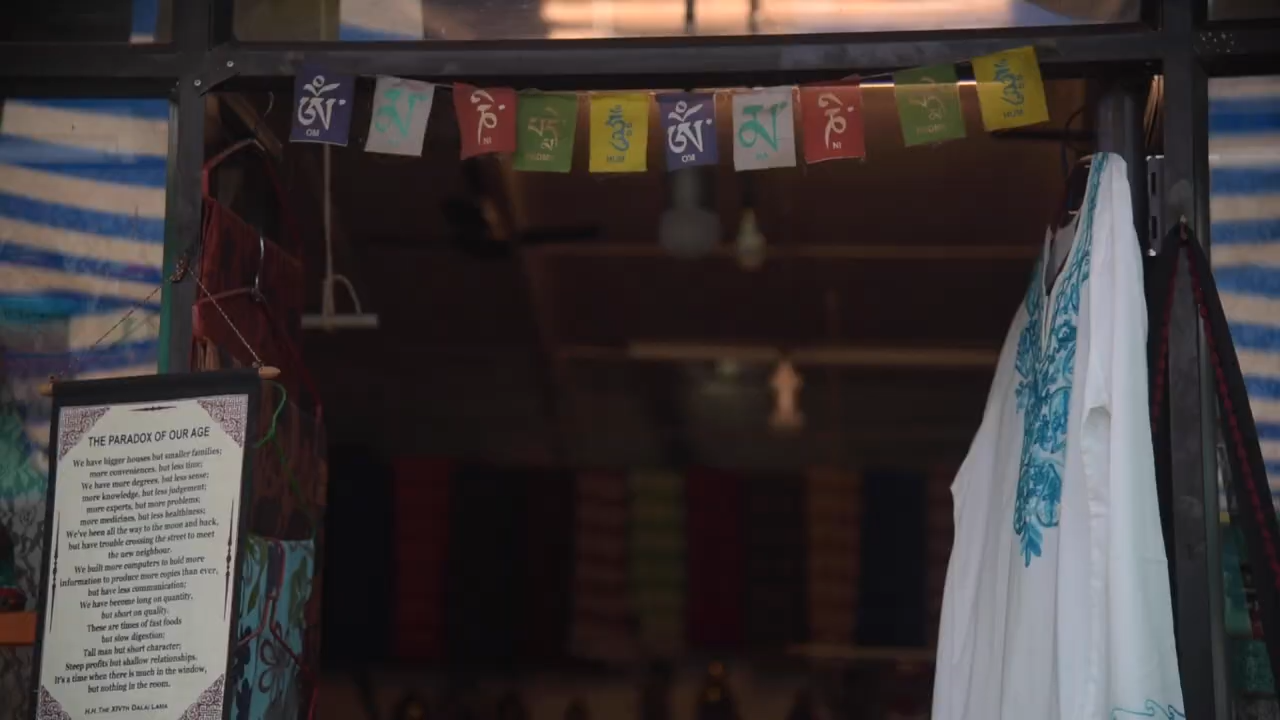 ཨོཾ་
OM
མ་
ནི་
NI
པདྨེ་
ཧཱུྃ་
HUM
ཨོཾ་
OM
མ་
MA
ནི་
NI
པདྨེ་
ཧཱུྃ་
HUM
THE PARADOX OF OUR AGE
We have bigger houses but smaller families;
more conveniences, but less time;
We have more degrees, but less sense;
more knowledge, but less judgement;
more experts, but more problems;
more medicines, but less healthiness;
We've been all the way to the moon and back,
but have trouble crossing the street to meet
the new neighbour.
We built more computers to hold more
information to produce more copies than ever,
but have less communication;
We have become long on quantity,
but short on quality.
These are times of fast foods
but slow digestion;
Tall man but short character;
Steep profits but shallow relationships.
It's a time when there is much in the window,
but nothing in the room.
H.H. THE XIVTH DALAI LAMA